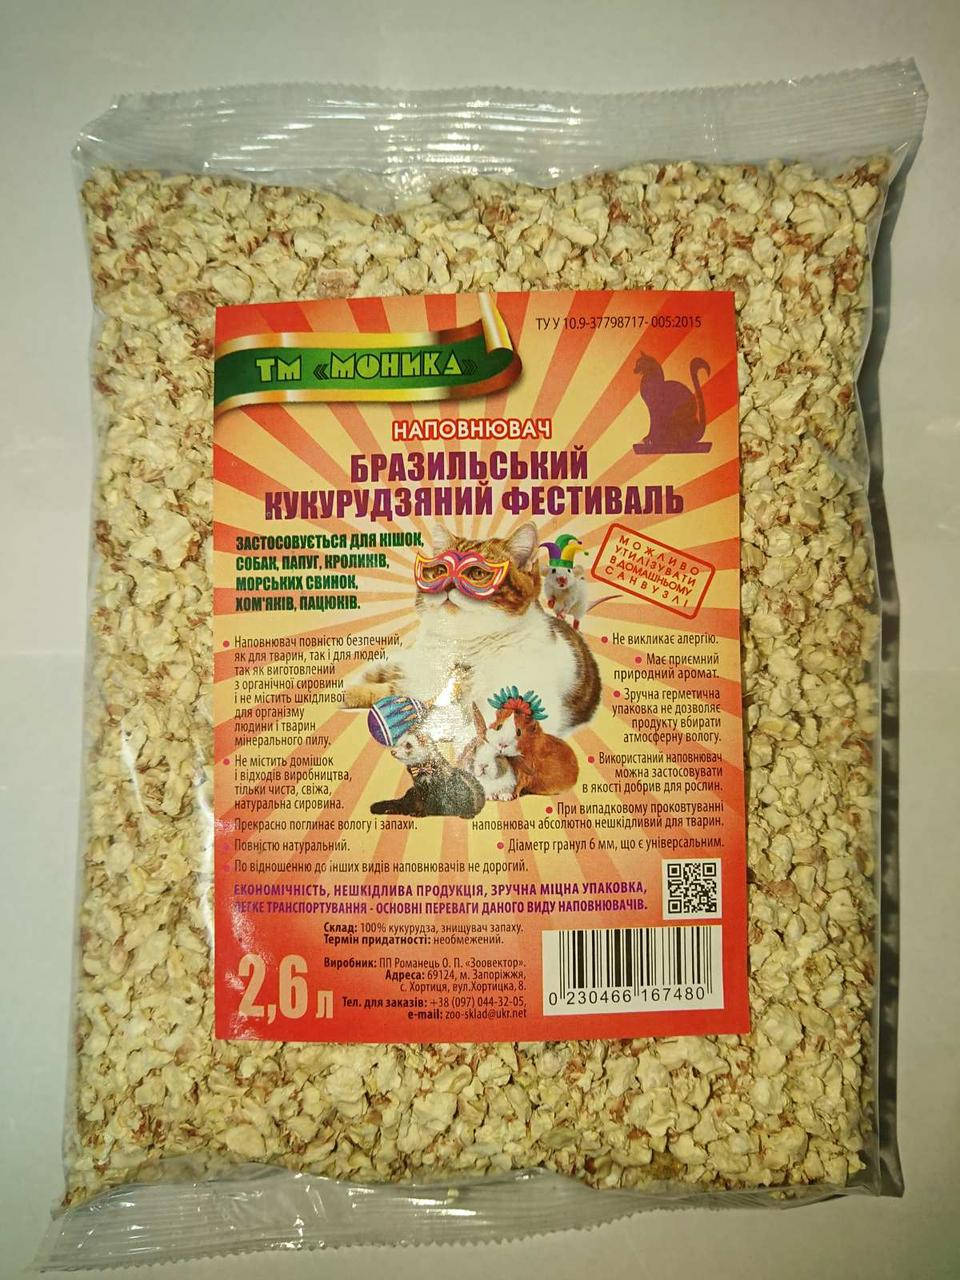 ТУ У 10.9-37798717- 005:2015
ТМ «МОНИКА»
НАПОВНЮВАЧ
БРАЗИЛЬСЬКИЙ
КУКУРУДЗЯНИЙ ФЕСТИВАЛЬ
ЗАСТОСОВУЄТЬСЯ ДЛЯ КІШОК,
СОБАК, ПАПУГ, КРОЛИКІВ,
МОРСЬКИХ СВИНОК,
ХОМ'ЯКІВ, ПАЦЮКІВ.
МОЖЛИВО
УТИЛІЗУВАТИ
В ДОМАШНЬОМУ
САНВУЗЛІ
• Наповнювач повністю безпечний,
як для тварин, так і для людей,
так як виготовлений
з органічної сировини
і не містить шкідливої
для організму
людини і тварин
мінерального пилу.
• Не містить домішок
і відходів виробництва,
тільки чиста, свіжа,
натуральна сировина.
• Прекрасно поглинає вологу і запахи.
• Повністю натуральний.
• По відношенню до інших видів наповнювачів не дорогий.
• Не викликає алергію.
• Має приємний
природний аромат.
• Зручна герметична
упаковка не дозволяє
продукту вбирати
атмосферну вологу.
• Використаний наповнювач
можна застосовувати
в якості добрив для рослин.
• При випадковому проковтуванні
наповнювач абсолютно нешкідливий для тварин.
• Діаметр гранул 6 мм, що є універсальним.
ЕКОНОМІЧНІСТЬ, НЕШКІДЛИВА ПРОДУКЦІЯ, ЗРУЧНА МІЦНА УПАКОВКА,
ЛЕГКЕ ТРАНСПОРТУВАННЯ - ОСНОВНІ ПЕРЕВАГИ ДАНОГО ВИДУ НАПОВНЮВАЧІВ.
Склад: 100% кукурудза, знищувач запаху.
Термін придатності: необмежений.
2,6 л
Виробник: ПП Романець О. П. «Зоовектор».
Адреса: 69124, м. Запоріжжя,
с. Хортиця, вул.Хортицка, 8.
Тел. для заказів: +38 (097) 044-32-05,
e-mail: zoo-sklad@ukr.net
0 230466 167480